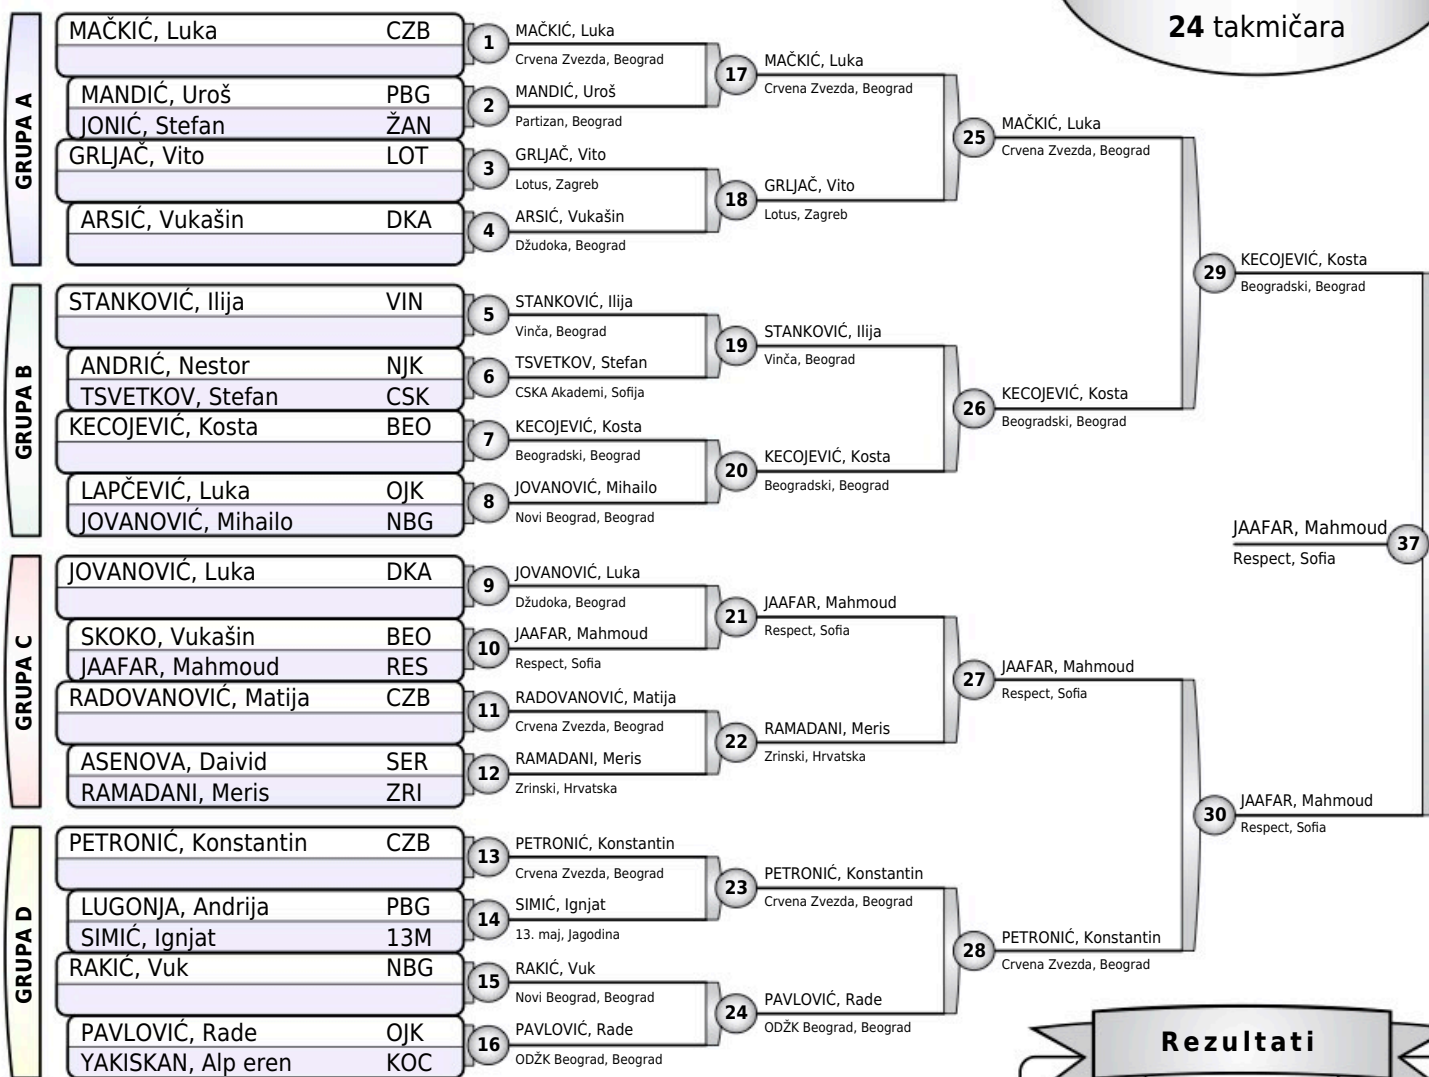 24 takmičara
GRUPA A
MAČKIĆ, Luka CZB
MANDIĆ, Uroš PBG
JONIĆ, Stefan ŽAN
GRLJAČ, Vito LOT
ARSIĆ, Vukašin DKA
GRUPA B
STANKOVIĆ, Ilija VIN
ANDRIĆ, Nestor NJK
TSVETKOV, Stefan CSK
KECOJEVIĆ, Kosta BEO
LAPČEVIĆ, Luka OJK
JOVANOVIĆ, Mihailo NBG
GRUPA C
JOVANOVIĆ, Luka DKA
SKOKO, Vukašin BEO
JAAFAR, Mahmoud RES
RADOVANOVIĆ, Matija CZB
ASENOVA, Daivid SER
RAMADANI, Meris ZRI
GRUPA D
PETRONIĆ, Konstantin CZB
LUGONJA, Andrija PBG
SIMIĆ, Ignjat 13M
RAKIĆ, Vuk NBG
PAVLOVIĆ, Rade OJK
YAKISKAN, Alp eren KOC
1 MAČKIĆ, Luka
Crvena Zvezda, Beograd
2 MANDIĆ, Uroš
Partizan, Beograd
3 GRLJAČ, Vito
Lotus, Zagreb
4 ARSIĆ, Vukašin
Džudoka, Beograd
5 STANKOVIĆ, Ilija
Vinča, Beograd
6 TSVETKOV, Stefan
CSKA Akademi, Sofija
7 KECOJEVIĆ, Kosta
Beogradski, Beograd
8 JOVANOVIĆ, Mihailo
Novi Beograd, Beograd
9 JOVANOVIĆ, Luka
Džudoka, Beograd
10 JAAFAR, Mahmoud
Respect, Sofia
11 RADOVANOVIĆ, Matija
Crvena Zvezda, Beograd
12 RAMADANI, Meris
Zrinski, Hrvatska
13 PETRONIĆ, Konstantin
Crvena Zvezda, Beograd
14 SIMIĆ, Ignjat
13. maj, Jagodina
15 RAKIĆ, Vuk
Novi Beograd, Beograd
16 PAVLOVIĆ, Rade
ODŽK Beograd, Beograd
17 MAČKIĆ, Luka
Crvena Zvezda, Beograd
18 GRLJAČ, Vito
Lotus, Zagreb
19 STANKOVIĆ, Ilija
Vinča, Beograd
20 KECOJEVIĆ, Kosta
Beogradski, Beograd
21 JAAFAR, Mahmoud
Respect, Sofia
22 RAMADANI, Meris
Zrinski, Hrvatska
23 PETRONIĆ, Konstantin
Crvena Zvezda, Beograd
24 PAVLOVIĆ, Rade
ODŽK Beograd, Beograd
25 MAČKIĆ, Luka
Crvena Zvezda, Beograd
26 KECOJEVIĆ, Kosta
Beogradski, Beograd
27 JAAFAR, Mahmoud
Respect, Sofia
28 PETRONIĆ, Konstantin
Crvena Zvezda, Beograd
29 KECOJEVIĆ, Kosta
Beogradski, Beograd
30 JAAFAR, Mahmoud
Respect, Sofia
JAAFAR, Mahmoud 37
Respect, Sofia
Rezultati